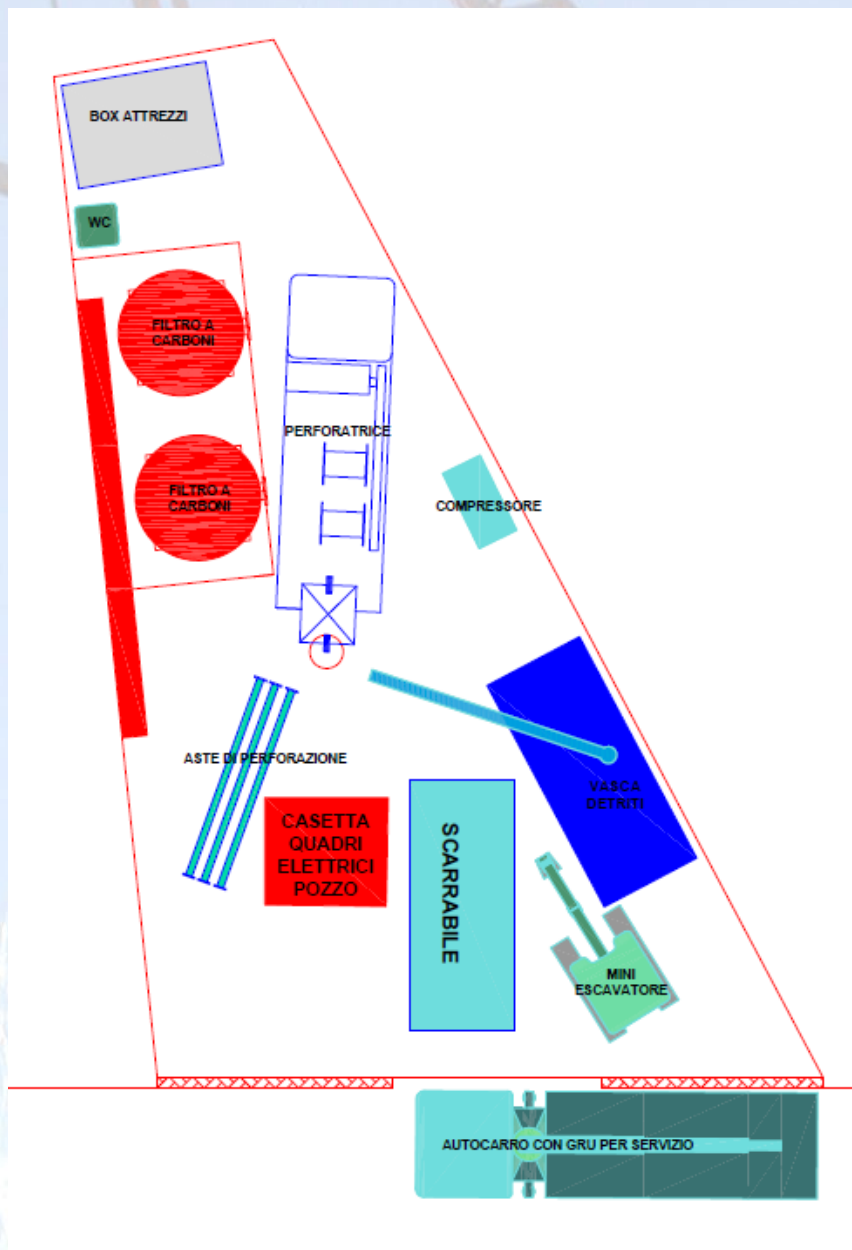 BOX ATTREZZI
WC
FILTRO A
CARBONI
PERFORATRICE
FILTRO A
CARBONI
COMPRESSORE
ASTE DI PERFORAZIONE
VASCA
DETRITI
CASETTA
QUADRI
ELETTRICI
POZZO
SCARRABILE
MINI
ESCAVATORE
AUTOCARRO CON GRU PER SERVIZIO